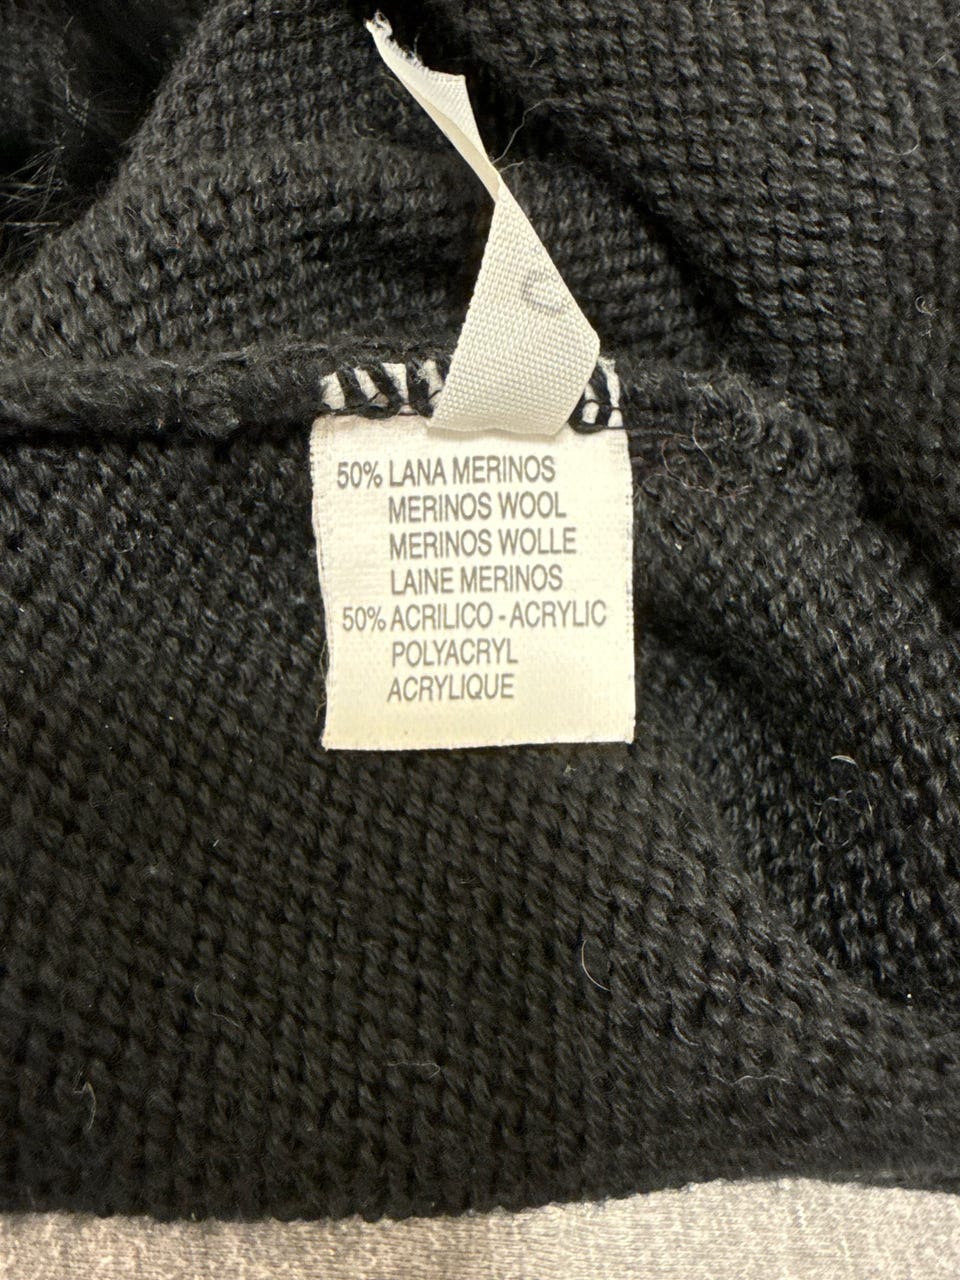 50% LANA MERINOS
MERINOS WOOL
MERINOS WOLLE
LAINE MERINOS
50% ACRILICO - ACRYLIC
POLYACRYL
ACRYLIQUE